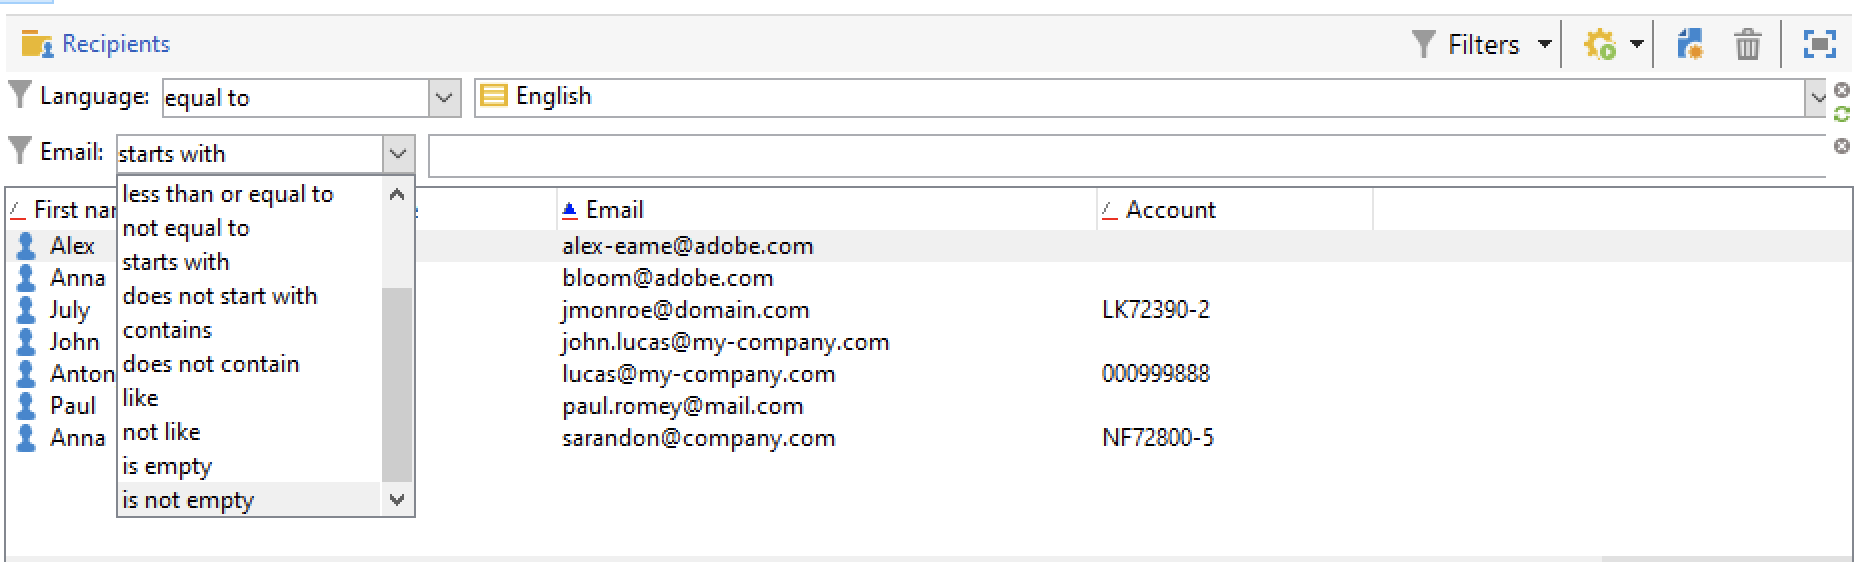 Recipients
Filters
Language: equal to English
Email: starts with
less than or equal to
not equal to
starts with
does not start with
contains
does not contain
like
not like
is empty
is not empty
Email Account
Alex alex-eame@adobe.com
Anna bloom@adobe.com
July jmonroe@domain.com LK72390-2
John john.lucas@my-company.com
Anton lucas@my-company.com 000999888
Paul paul.romey@mail.com
Anna sarandon@company.com NF72800-5